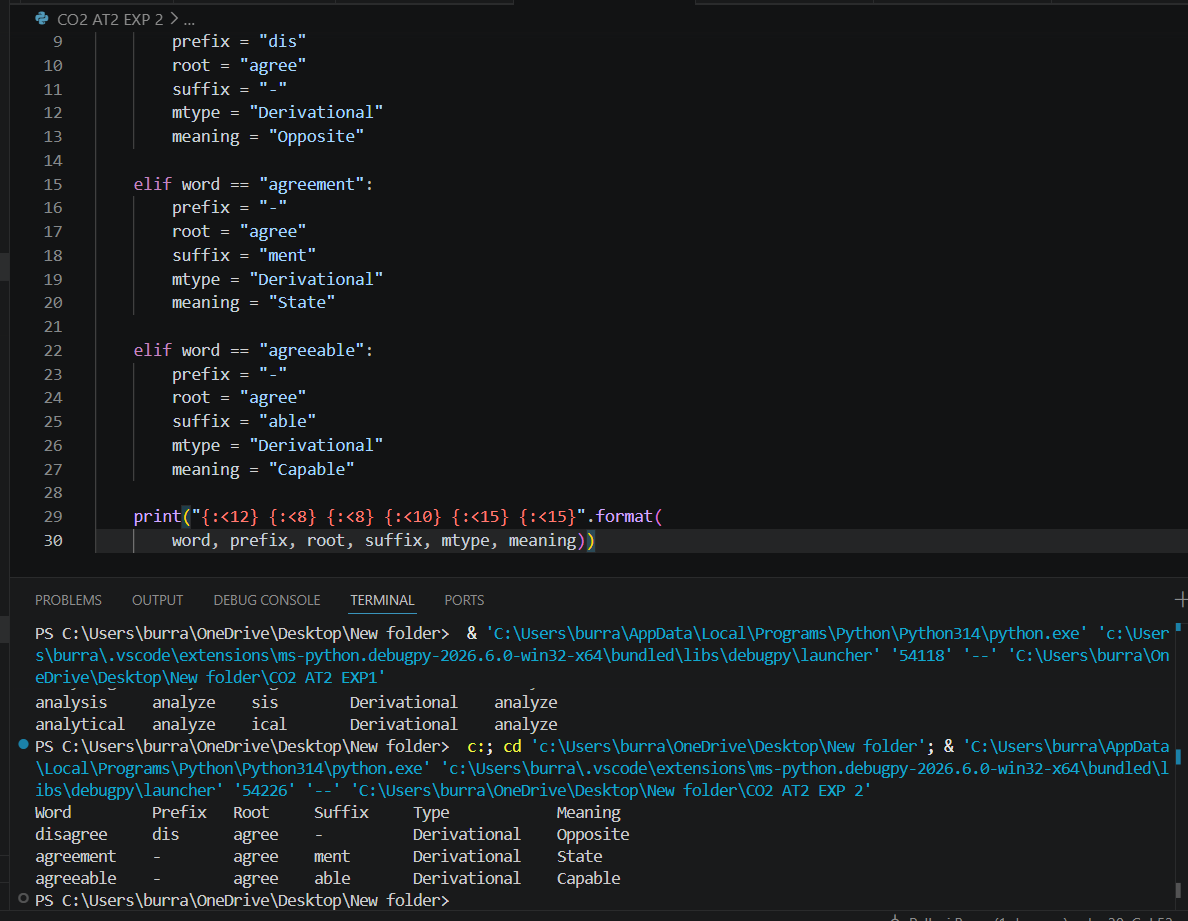 CO2 AT2 EXP 2 > ...
9 prefix = "dis"
10 root = "agree"
11 suffix = "-"
12 mtype = "Derivational"
13 meaning = "Opposite"
14
15 elif word == "agreement":
16 prefix = "-"
17 root = "agree"
18 suffix = "ment"
19 mtype = "Derivational"
20 meaning = "State"
21
22 elif word == "agreeable":
23 prefix = "-"
24 root = "agree"
25 suffix = "able"
26 mtype = "Derivational"
27 meaning = "Capable"
28
29 print("{:<12} {:<8} {:<8} {:<10} {:<15} {:<15}".format(
30 word, prefix, root, suffix, mtype, meaning))
PROBLEMS OUTPUT DEBUG CONSOLE TERMINAL PORTS
PS C:\Users\burra\OneDrive\Desktop\New folder> & 'C:\Users\burra\AppData\Local\Programs\Python\Python314\python.exe' 'c:\User
s\burra\.vscode\extensions\ms-python.debugpy-2026.6.0-win32-x64\bundled\libs\debugpy\launcher' '54118' '--' 'C:\Users\burra\On
eDrive\Desktop\New folder\CO2 AT2 EXP1'
analysis analyze sis Derivational analyze
analytical analyze ical Derivational analyze
PS C:\Users\burra\OneDrive\Desktop\New folder> c:; cd 'c:\Users\burra\OneDrive\Desktop\New folder'; & 'C:\Users\burra\AppData
\Local\Programs\Python\Python314\python.exe' 'c:\Users\burra\.vscode\extensions\ms-python.debugpy-2026.6.0-win32-x64\bundled\l
ibs\debugpy\launcher' '54226' '--' 'C:\Users\burra\OneDrive\Desktop\New folder\CO2 AT2 EXP 2'
Word Prefix Root Suffix Type Meaning
disagree dis agree - Derivational Opposite
agreement - agree ment Derivational State
agreeable - agree able Derivational Capable
PS C:\Users\burra\OneDrive\Desktop\New folder>